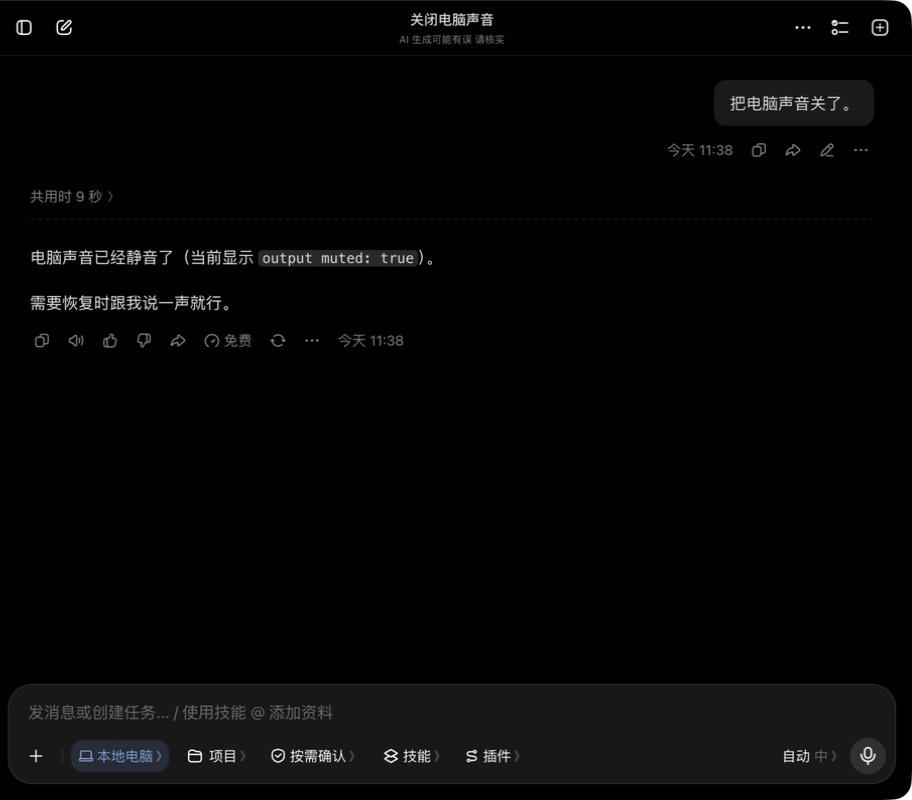 关闭电脑声音
AI 生成可能有误 请核实
把电脑声音关了。
今天 11:38
共用时 9 秒
电脑声音已经静音了（当前显示 output muted: true）。
需要恢复时跟我说一声就行。
免费 今天 11:38
发消息或创建任务... / 使用技能 @ 添加资料
本地电脑 项目 按需确认 技能 插件 自动 中